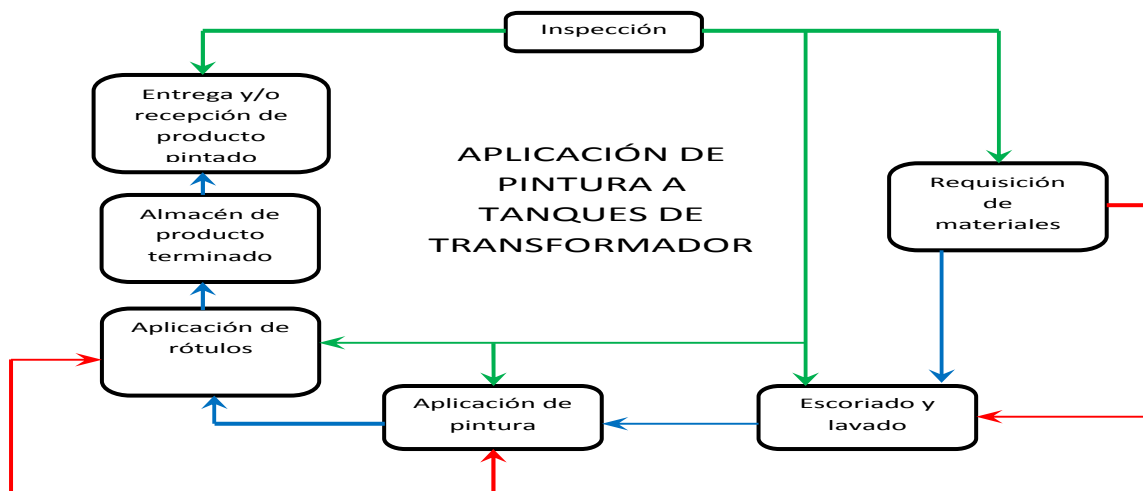 Inspección
Entrega y/o
recepción de
producto
pintado
APLICACIÓN DE
PINTURA A
TANQUES DE
TRANSFORMADOR
Requisición
de
materiales
Almacén de
producto
terminado
Aplicación de
rótulos
Aplicación de
pintura
Escoriado y
lavado